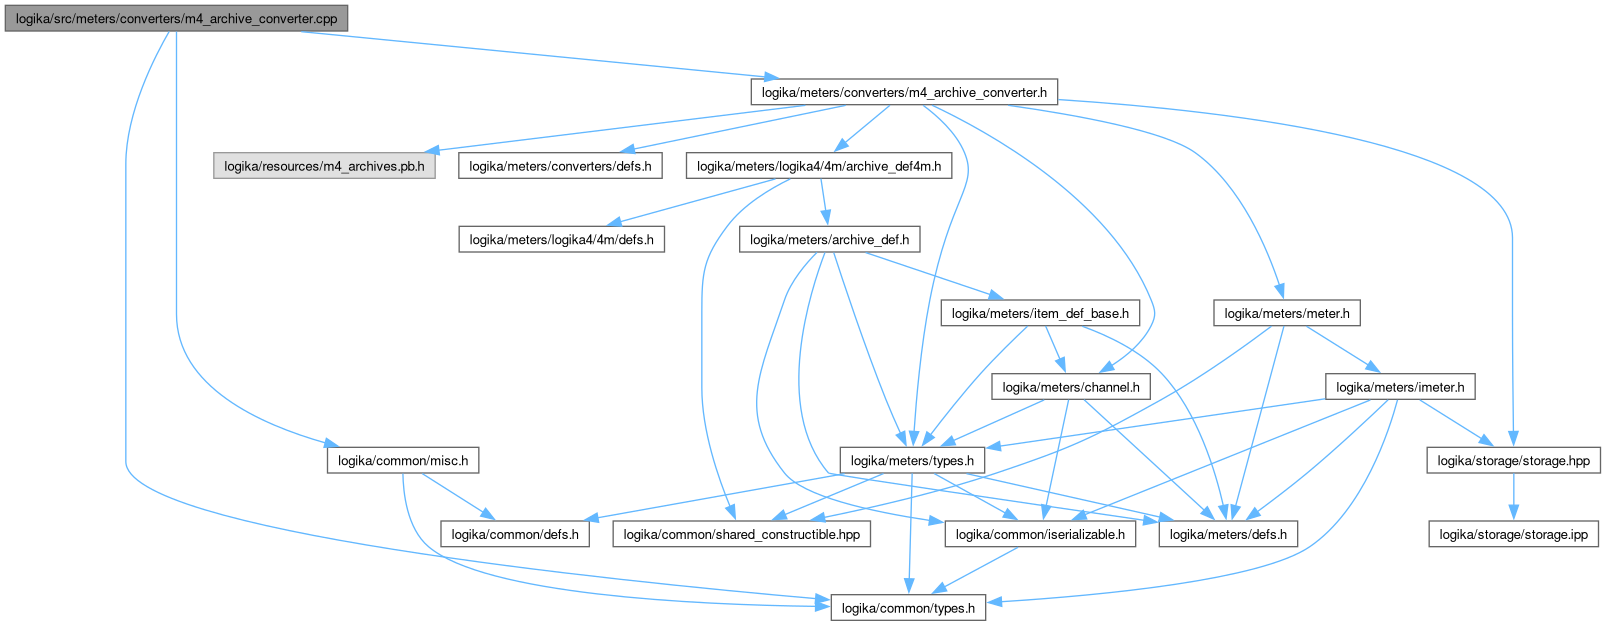 logika/src/meters/converters/m4_archive_converter.cpp
logika/meters/converters/m4_archive_converter.h
logika/resources/m4_archives.pb.h
logika/meters/converters/defs.h
logika/meters/logika4/4m/archive_def4m.h
logika/meters/logika4/4m/defs.h
logika/meters/archive_def.h
logika/meters/item_def_base.h
logika/meters/meter.h
logika/meters/channel.h
logika/meters/imeter.h
logika/common/misc.h
logika/meters/types.h
logika/storage/storage.hpp
logika/common/defs.h
logika/common/shared_constructible.hpp
logika/common/iserializable.h
logika/meters/defs.h
logika/storage/storage.ipp
logika/common/types.h